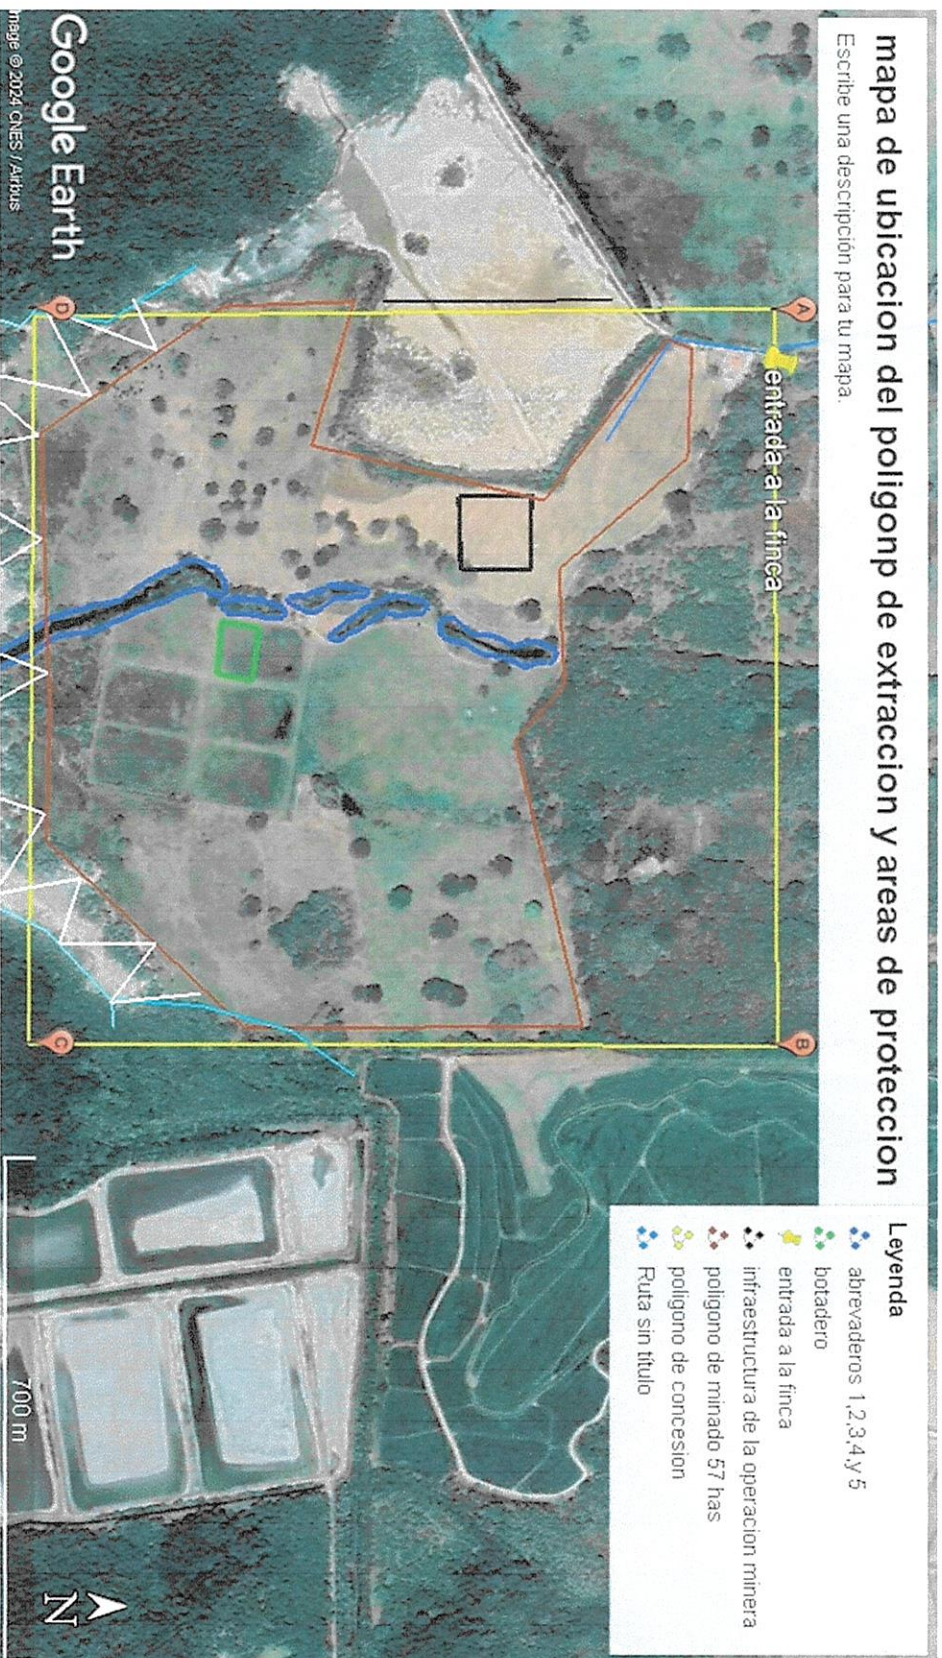 mapa de ubicacion del poligonp de extraccion y areas de proteccion
Escribe una descripción para tu mapa.
Leyenda
abrevaderos 1,2,3,4,y 5
botadero
entrada a la finca
infraestructura de la operacion minera
poligono de minado 57 has
poligono de concesion
Ruta sin título
A
entrada a la finca
B
D
C
Google Earth
mage © 2024 CNES / Airbus
700 m
N